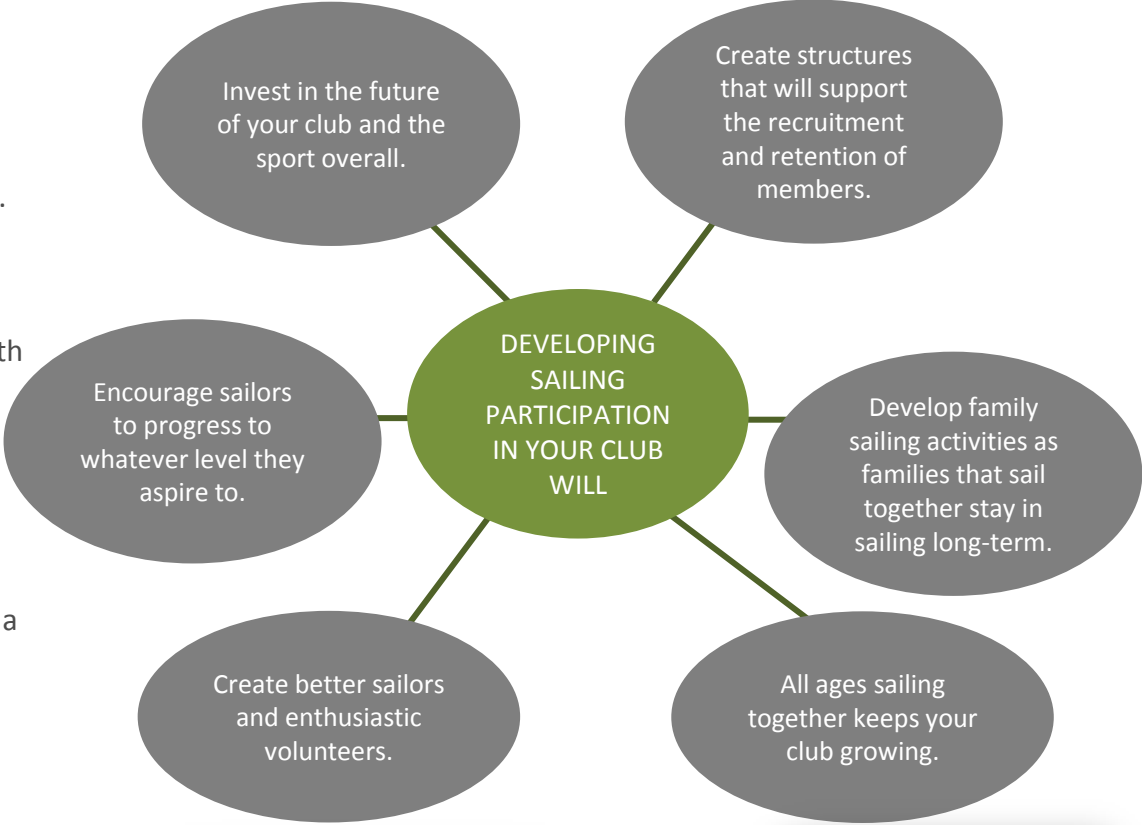 Invest in the future
of your club and the
sport overall.
Create structures
that will support
the recruitment
and retention of
members.
.
th
DEVELOPING
SAILING
PARTICIPATION
IN YOUR CLUB
WILL
Encourage sailors
to progress to
whatever level they
aspire to.
Develop family
sailing activities as
families that sail
together stay in
sailing long-term.
a
Create better sailors
and enthusiastic
volunteers.
All ages sailing
together keeps your
club growing.